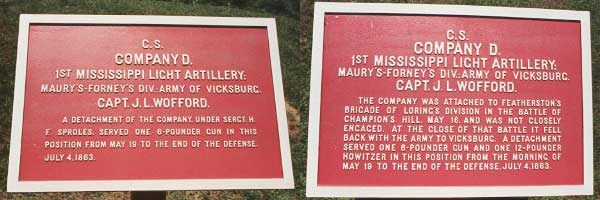 C.S.
COMPANY D.
1ST MISSISSIPPI LIGHT ARTILLERY:
MAURY'S-FORNEY'S DIV: ARMY OF VICKSBURG.
CAPT. J. L. WOFFORD.
A DETACHMENT OF THE COMPANY, UNDER SERGT. H.
F. SPROLES, SERVED ONE 6-POUNDER GUN IN THIS
POSITION FROM MAY 19 TO THE END OF THE DEFENSE,
JULY 4, 1863.
C.S.
COMPANY D.
1ST MISSISSIPPI LIGHT ARTILLERY:
MAURY'S-FORNEY'S DIV: ARMY OF VICKSBURG.
CAPT. J. L. WOFFORD.
THE COMPANY WAS ATTACHED TO FEATHERSTON'S
BRIGADE OF LORING'S DIVISION IN THE BATTLE OF
CHAMPION'S HILL, MAY 16, AND WAS NOT CLOSELY
ENGAGED. AT THE CLOSE OF THAT BATTLE IT FELL
BACK WITH THE ARMY TO VICKSBURG. A DETACHMENT
SERVED ONE 6-POUNDER GUN AND ONE 12-POUNDER
HOWITZER IN THIS POSITION FROM THE MORNING OF
MAY 19 TO THE END OF THE DEFENSE, JULY 4, 1863.